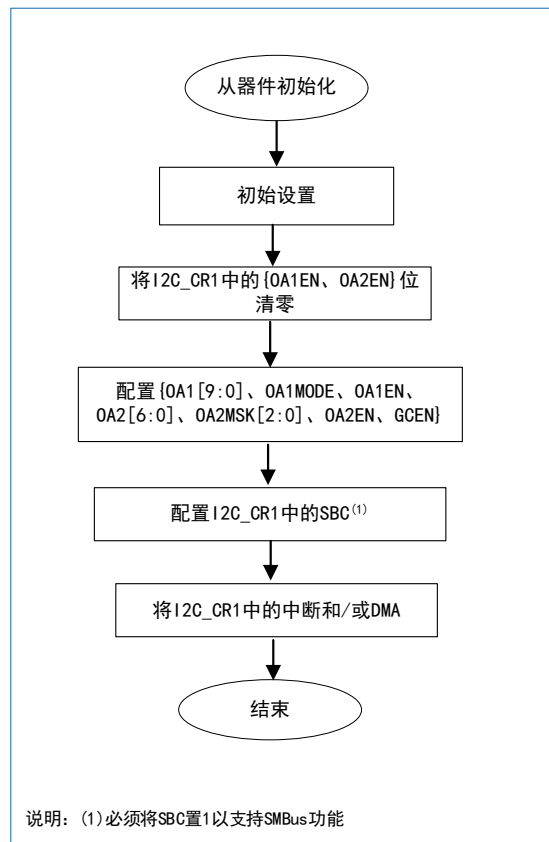 从器件初始化
初始设置
将I2C_CR1中的{OA1EN、OA2EN}位
清零
配置{OA1[9:0]、OA1MODE、OA1EN、
OA2[6:0]、OA2MSK[2:0]、OA2EN、GCEN}
配置I2C_CR1中的SBC⁽¹⁾
将I2C_CR1中的中断和/或DMA
结束
说明：(1)必须将SBC置1以支持SMBus功能